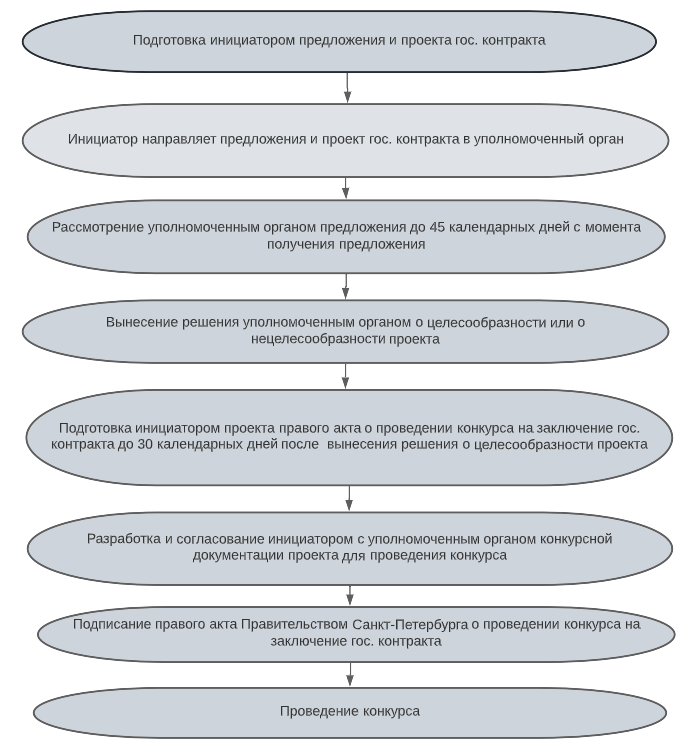 Подготовка инициатором предложения и проекта гос. контракта
Инициатор направляет предложения и проект гос. контракта в уполномоченный орган
Рассмотрение уполномоченным органом предложения до 45 календарных дней с момента
получения предложения
Вынесение решения уполномоченным органом о целесообразности или о
нецелесообразности проекта
Подготовка инициатором проекта правого акта о проведении конкурса на заключение гос.
контракта до 30 календарных дней после вынесения решения о целесообразности проекта
Разработка и согласование инициатором с уполномоченным органом конкурсной
документации проекта для проведения конкурса
Подписание правого акта Правительством Санкт-Петербурга о проведении конкурса на
заключение гос. контракта
Проведение конкурса